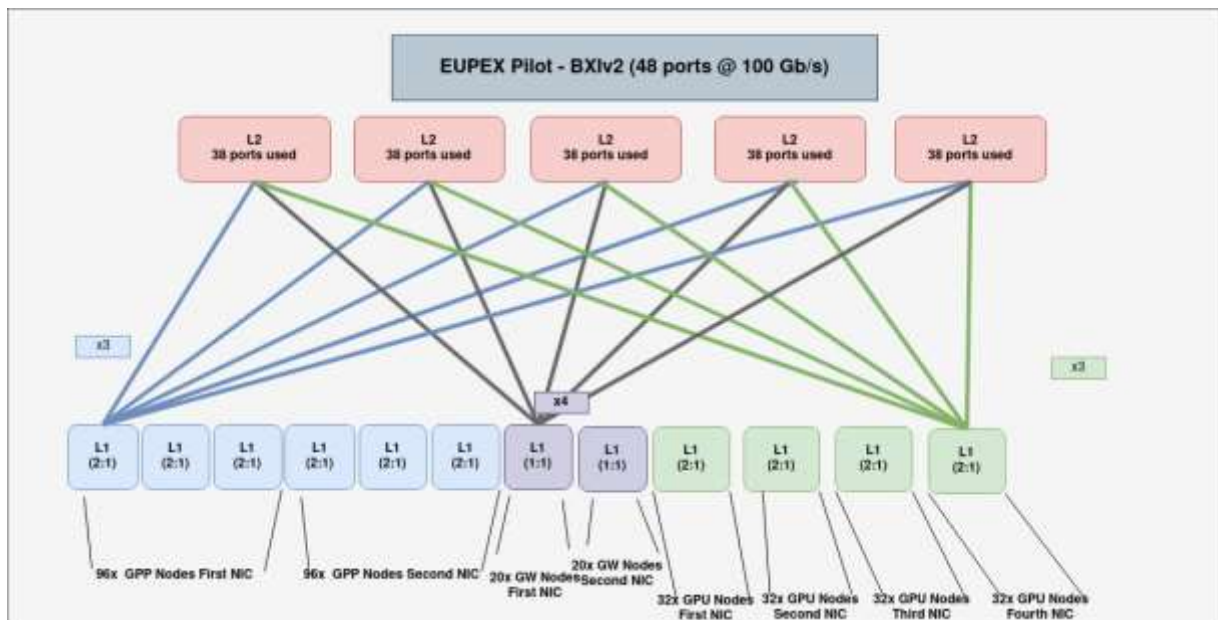 EUPEX Pilot - BXIv2 (48 ports @ 100 Gb/s)
L2
38 ports used
L2
38 ports used
L2
38 ports used
L2
38 ports used
L2
38 ports used
x3
x3
x4
L1
(2:1)
L1
(2:1)
L1
(2:1)
L1
(2:1)
L1
(2:1)
L1
(2:1)
L1
(1:1)
L1
(1:1)
L1
(2:1)
L1
(2:1)
L1
(2:1)
L1
(2:1)
96x GPP Nodes First NIC
96x GPP Nodes Second NIC
20x GW Nodes
First NIC
20x GW Nodes
Second NIC
32x GPU Nodes
First NIC
32x GPU Nodes
Second NIC
32x GPU Nodes
Third NIC
32x GPU Nodes
Fourth NIC